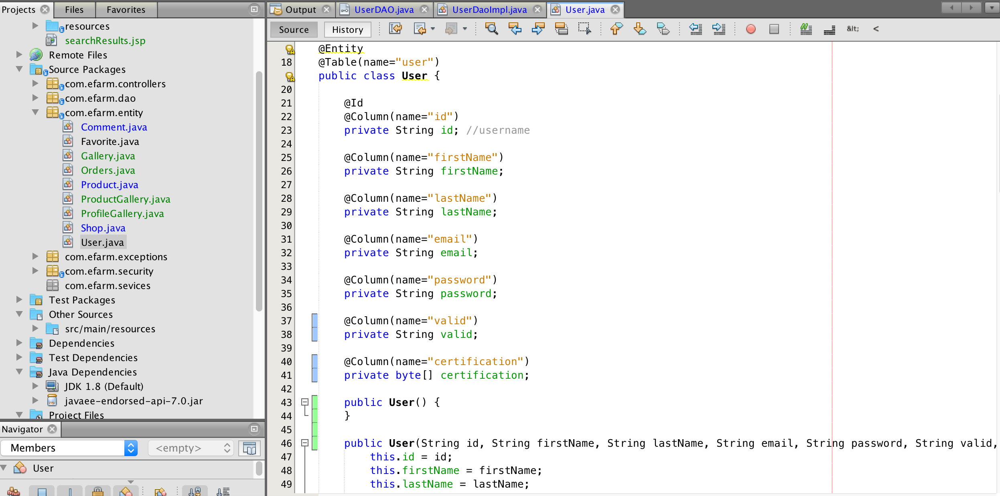 Projects Files Favorites
resources
searchResults.jsp
Remote Files
Source Packages
com.efarm.controllers
com.efarm.dao
com.efarm.entity
Comment.java
Favorite.java
Gallery.java
Orders.java
Product.java
ProductGallery.java
ProfileGallery.java
Shop.java
User.java
com.efarm.exceptions
com.efarm.security
com.efarm.sevices
Test Packages
Other Sources
src/main/resources
Dependencies
Test Dependencies
Java Dependencies
JDK 1.8 (Default)
javaee-endorsed-api-7.0.jar
Project Files
Navigator
Members <empty>
User
Output UserDAO.java UserDaoImpl.java User.java
Source History &lt; <
@Entity
18 @Table(name="user")
public class User {
20
21 @Id
22 @Column(name="id")
23 private String id; //username
24
25 @Column(name="firstName")
26 private String firstName;
27
28 @Column(name="lastName")
29 private String lastName;
30
31 @Column(name="email")
32 private String email;
33
34 @Column(name="password")
35 private String password;
36
37 @Column(name="valid")
38 private String valid;
39
40 @Column(name="certification")
41 private byte[] certification;
42
43 public User() {
44 }
45
46 public User(String id, String firstName, String lastName, String email, String password, String valid,
47 this.id = id;
48 this.firstName = firstName;
49 this.lastName = lastName;